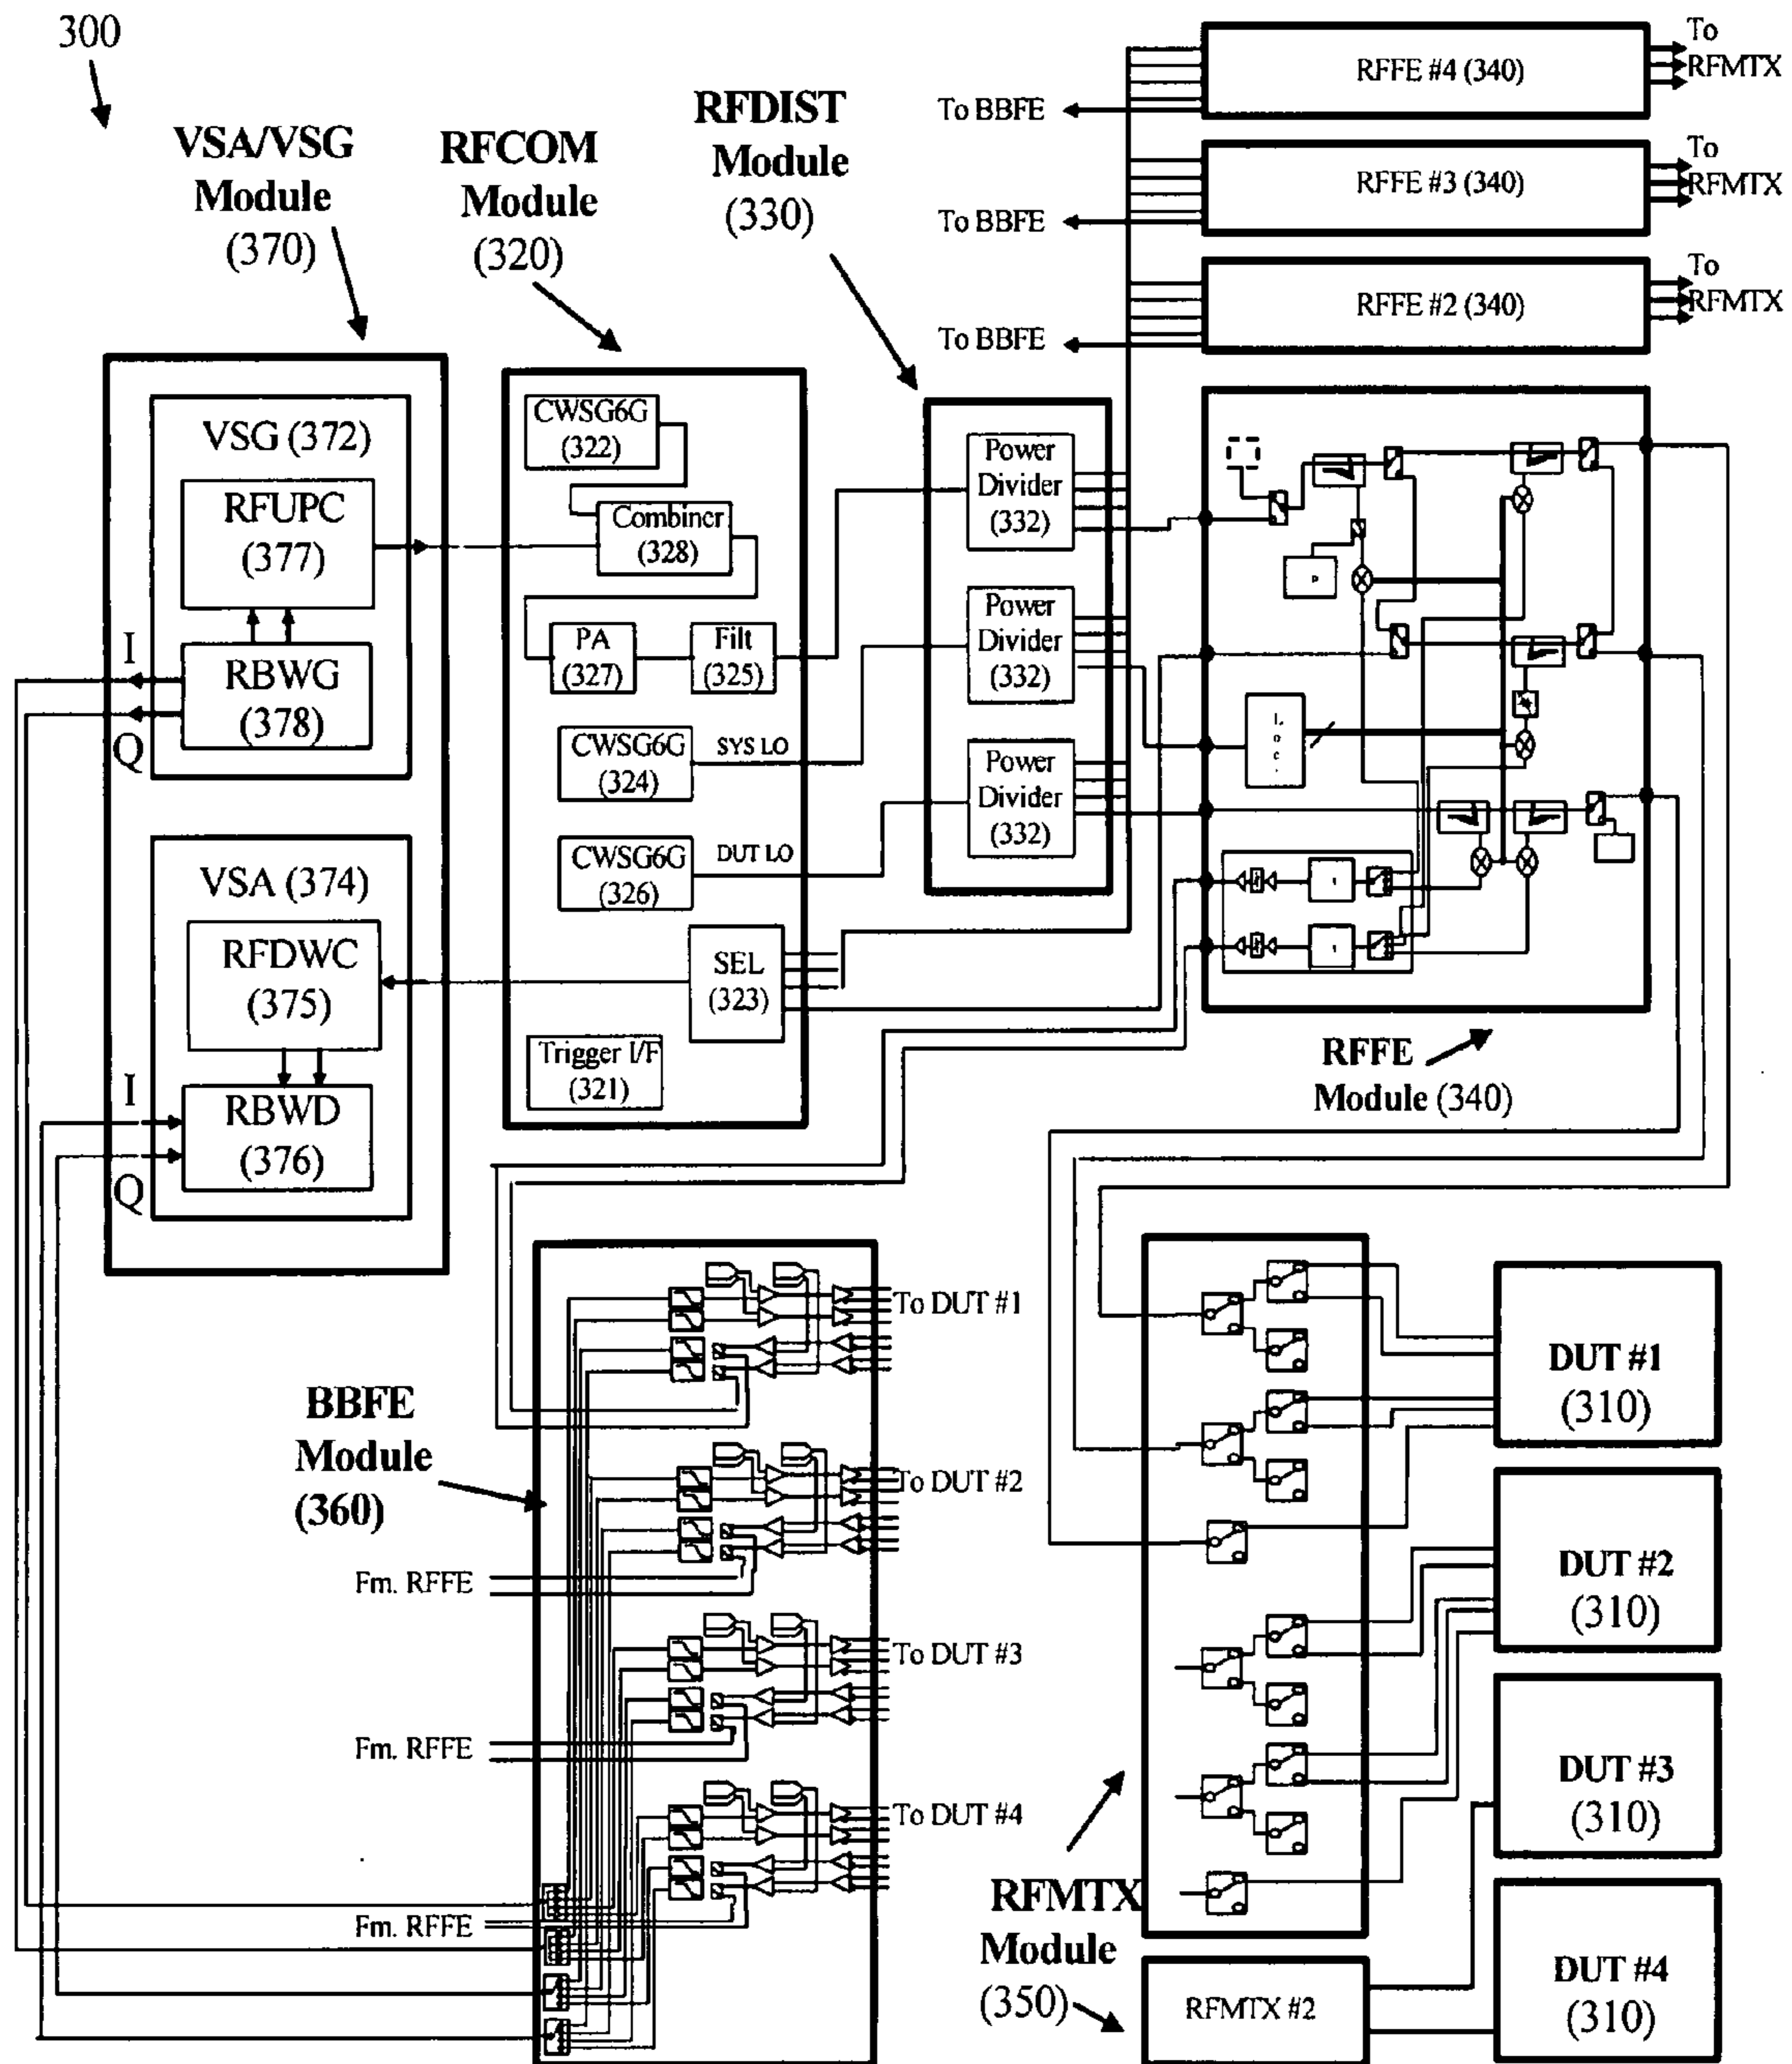 300
VSA/VSG
Module
(370)
RFCOM
Module
(320)
RFDIST
Module
(330)
RFFE #4 (340)
To
RFMTX
To BBFE
RFFE #3 (340)
To
RFMTX
To BBFE
RFFE #2 (340)
To
RFMTX
To BBFE
VSG (372)
RFUPC
(377)
RBWG
(378)
I
Q
VSA (374)
RFDWC
(375)
RBWD
(376)
I
Q
CWSG6G
(322)
Combiner
(328)
PA
(327)
Filt
(325)
CWSG6G
(324)
SYS LO
CWSG6G
(326)
DUT LO
SEL
(323)
Trigger I/F
(321)
Power
Divider
(332)
Power
Divider
(332)
Power
Divider
(332)
RFFE
Module (340)
BBFE
Module
(360)
To DUT #1
To DUT #2
Fm. RFFE
To DUT #3
Fm. RFFE
To DUT #4
Fm. RFFE
RFMTX
Module
(350)
RFMTX #2
DUT #1
(310)
DUT #2
(310)
DUT #3
(310)
DUT #4
(310)